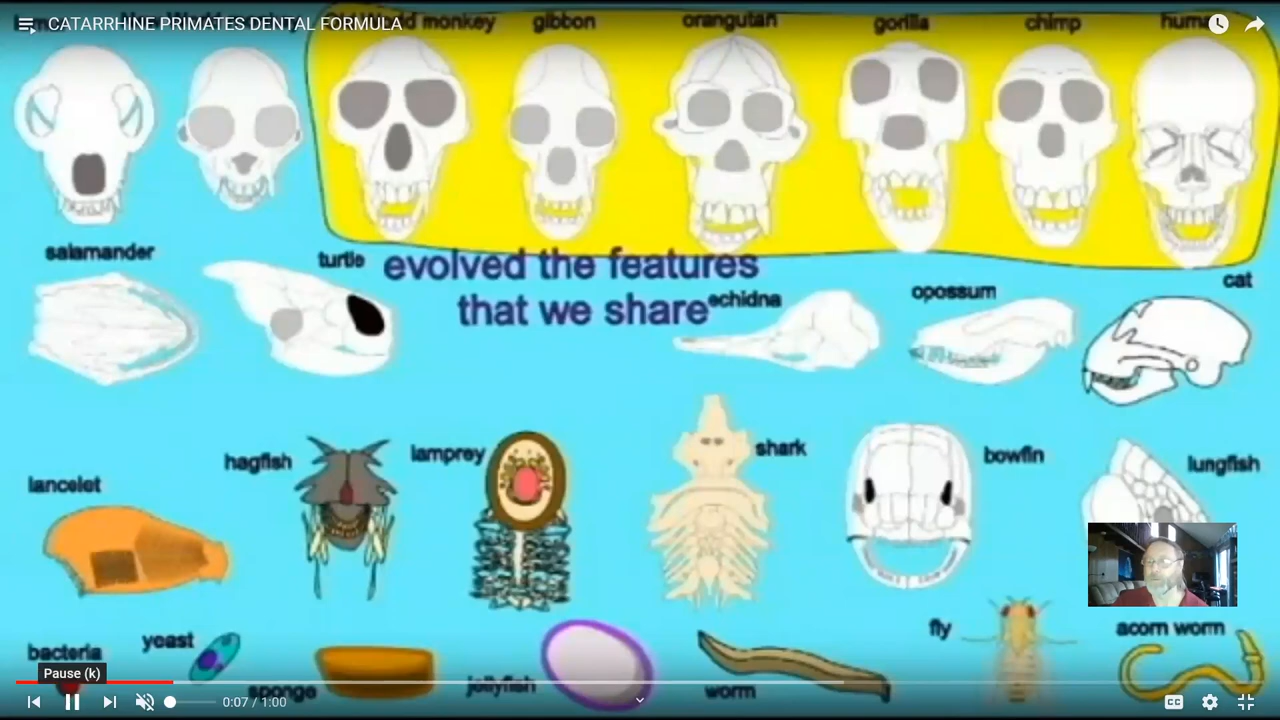 CATARRHINE PRIMATES DENTAL FORMULA
monkey
gibbon
orangutan
gorilla
chimp
salamander
turtle
evolved the features
that we share
echidna
opossum
cat
lancelet
hagfish
lamprey
shark
bowfin
lungfish
bacteria
yeast
sponge
jellyfish
worm
fly
acorn worm
Pause (k)
0:07 / 1:00
CC